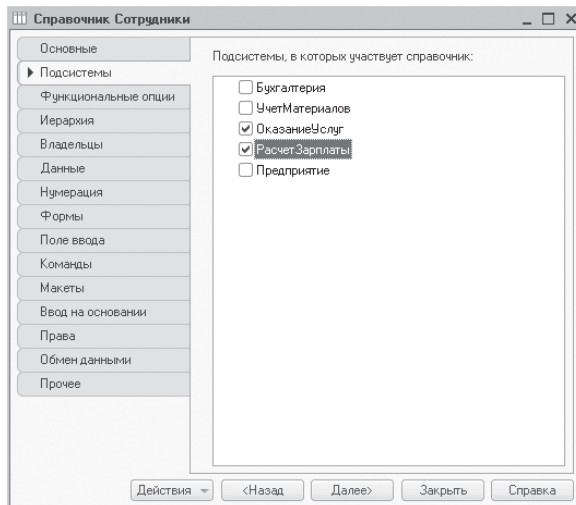 Справочник Сотрудники
Основные
Подсистемы
Функциональные опции
Иерархия
Владельцы
Данные
Нумерация
Формы
Поле ввода
Команды
Макеты
Ввод на основании
Права
Обмен данными
Прочее
Подсистемы, в которых участвует справочник:
Бухгалтерия
УчетМатериалов
ОказаниеУслуг
РасчетЗарплаты
Предприятие
Действия
<Назад
Далее>
Закрыть
Справка